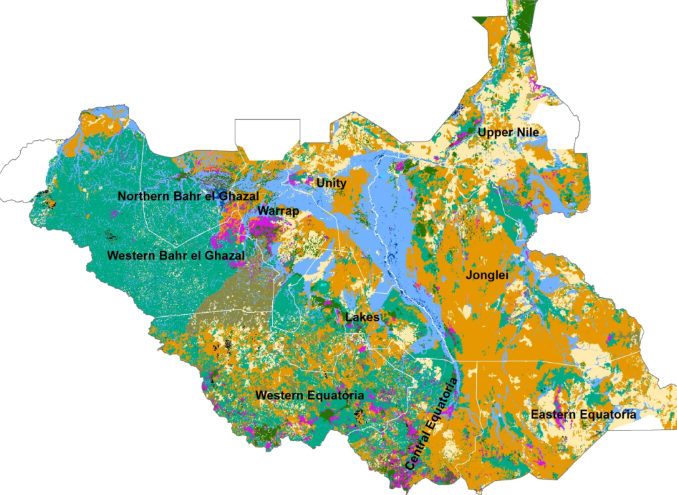 Upper Nile
Unity
Northern Bahr el Ghazal
Warrap
Western Bahr el Ghazal
Jonglei
Lakes
Western Equatoria
Central Equatoria
Eastern Equatoria